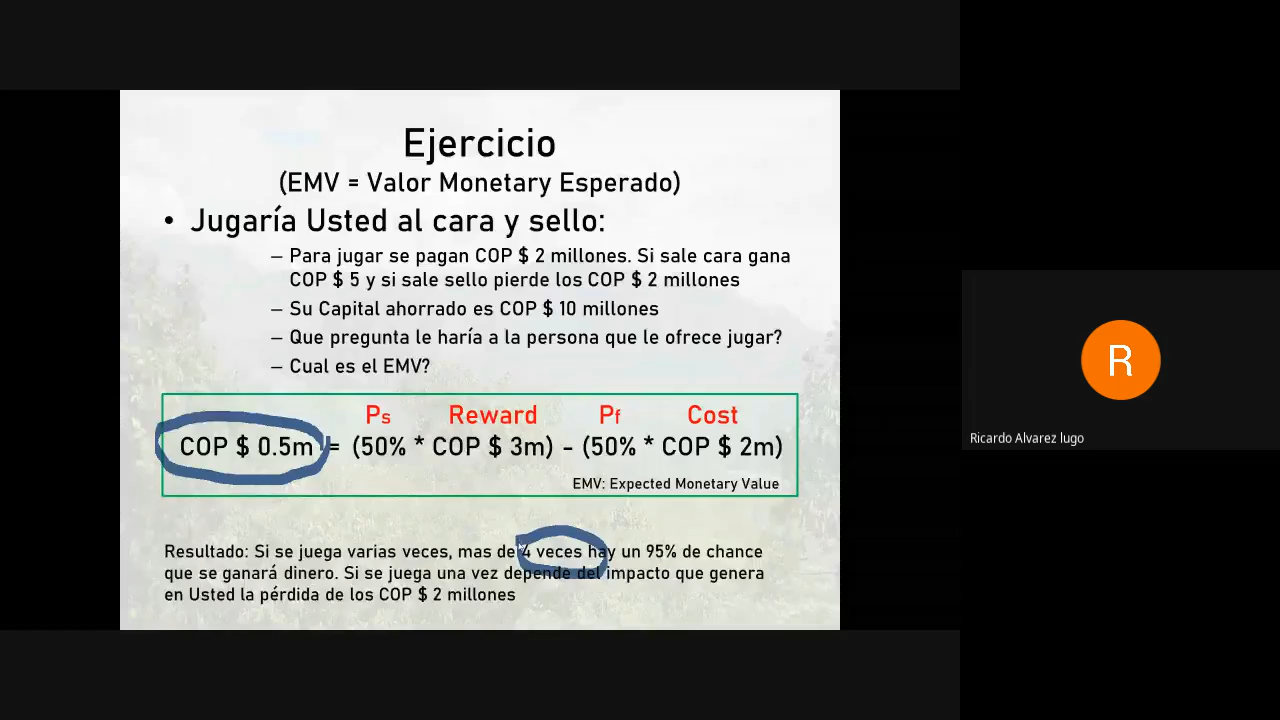 Ejercicio
(EMV = Valor Monetary Esperado)
• Jugaría Usted al cara y sello:
– Para jugar se pagan COP $ 2 millones. Si sale cara gana
COP $ 5 y si sale sello pierde los COP $ 2 millones
– Su Capital ahorrado es COP $ 10 millones
– Que pregunta le haría a la persona que le ofrece jugar?
– Cual es el EMV?
Ps Reward Pf Cost
COP $ 0.5m = (50% * COP $ 3m) – (50% * COP $ 2m)
EMV: Expected Monetary Value
Resultado: Si se juega varias veces, mas de 4 veces hay un 95% de chance
que se ganará dinero. Si se juega una vez depende del impacto que genera
en Usted la pérdida de los COP $ 2 millones
R
Ricardo Alvarez lugo